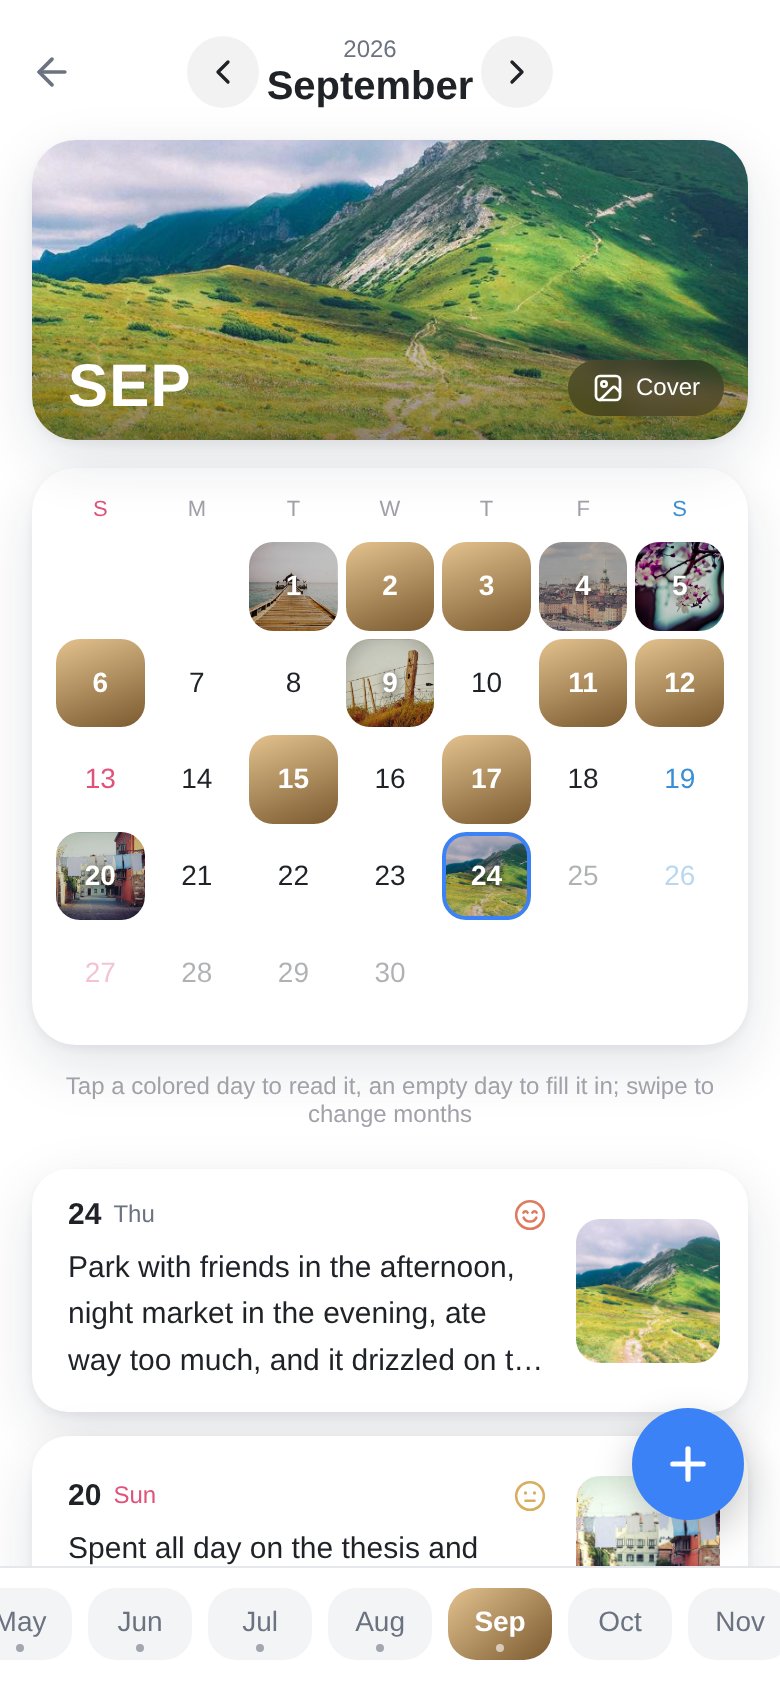 2026
September
SEP
Cover
S M T W T F S
1 2 3 4 5
6 7 8 9 10 11 12
13 14 15 16 17 18 19
20 21 22 23 24 25 26
27 28 29 30
Tap a colored day to read it, an empty day to fill it in; swipe to
change months
24 Thu
Park with friends in the afternoon,
night market in the evening, ate
way too much, and it drizzled on t…
20 Sun
Spent all day on the thesis and
May Jun Jul Aug Sep Oct Nov